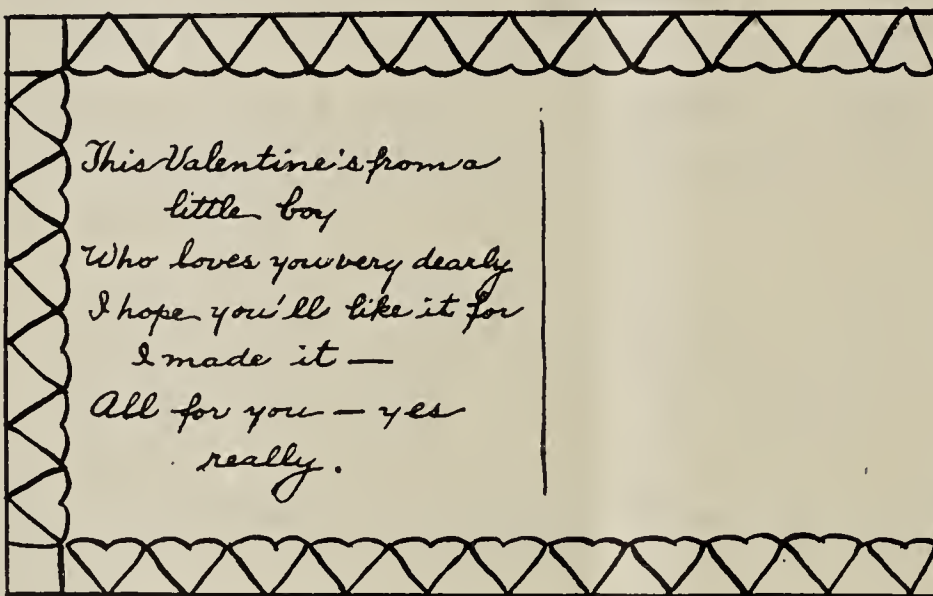 This Valentine's from a
little boy
Who loves you very dearly
I hope you'll like it for
I made it —
All for you — yes
really.